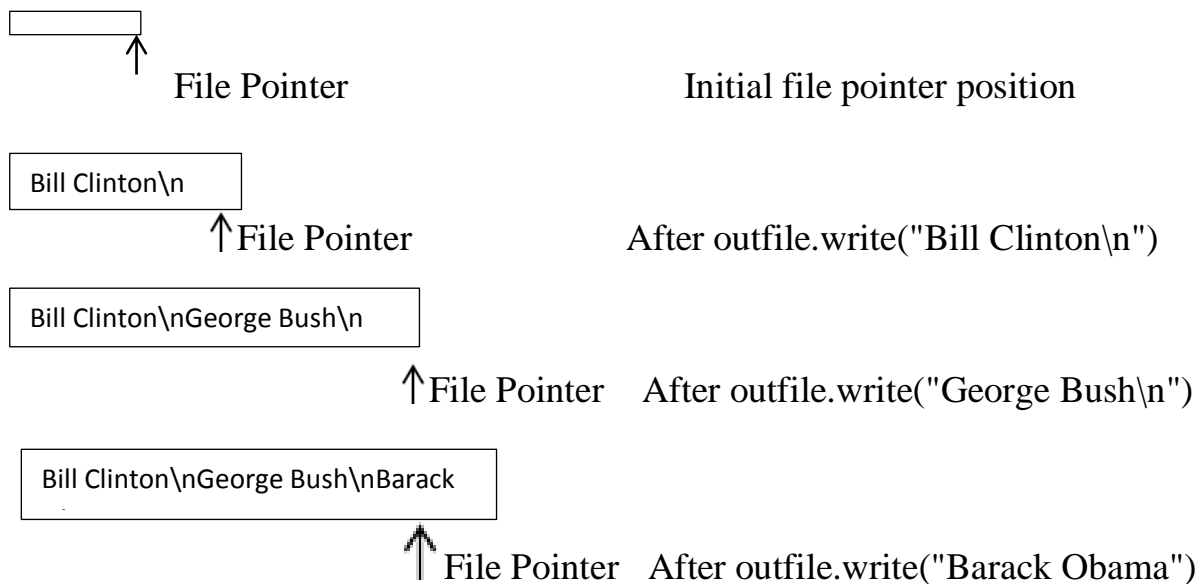 File Pointer Initial file pointer position
Bill Clinton\n
File Pointer After outfile.write("Bill Clinton\n")
Bill Clinton\nGeorge Bush\n
File Pointer After outfile.write("George Bush\n")
Bill Clinton\nGeorge Bush\nBarack
File Pointer After outfile.write("Barack Obama")